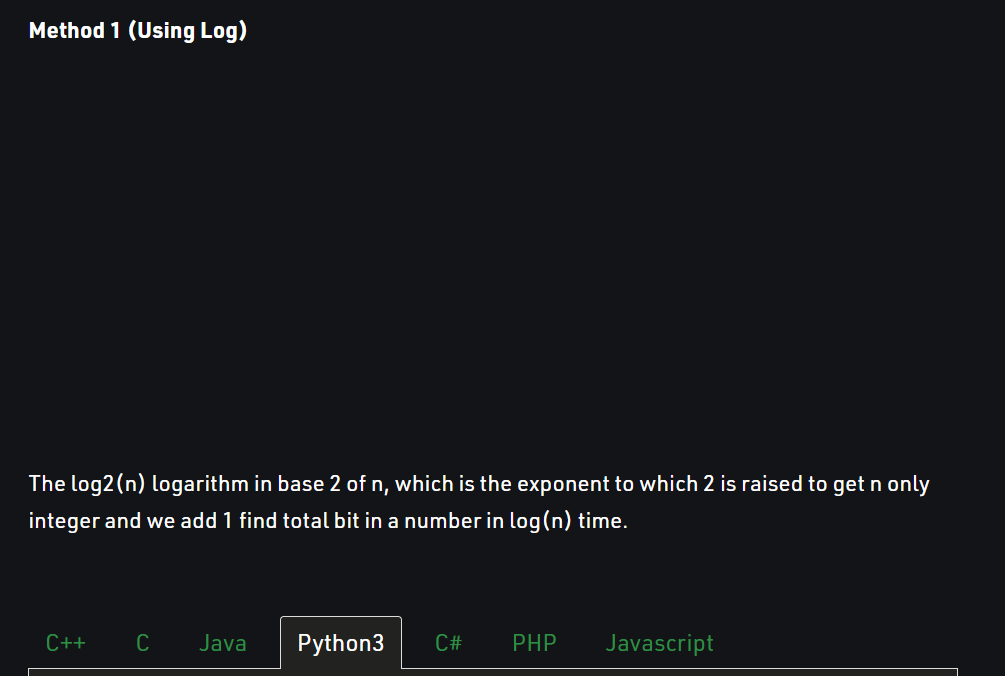 Method 1 (Using Log)
The log2(n) logarithm in base 2 of n, which is the exponent to which 2 is raised to get n only
integer and we add 1 find total bit in a number in log(n) time.
C++ C Java Python3 C# PHP Javascript